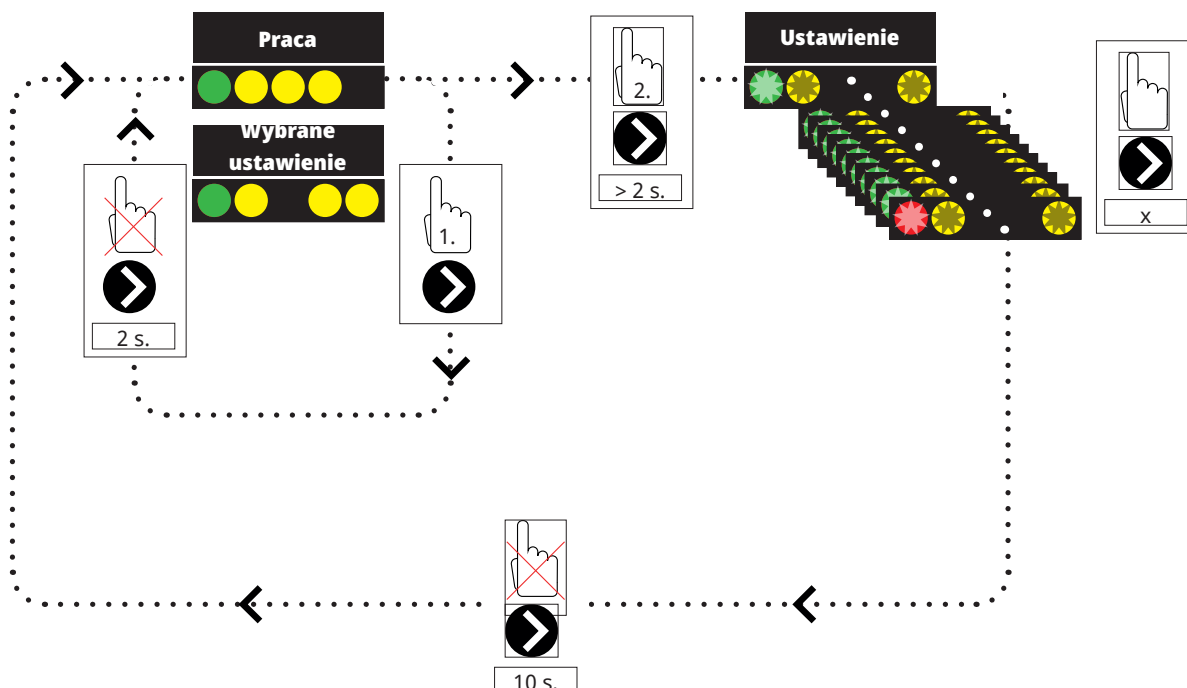 Praca
Wybrane
ustawienie
2 s.
1.
2.
> 2 s.
Ustawienie
x
10 s.